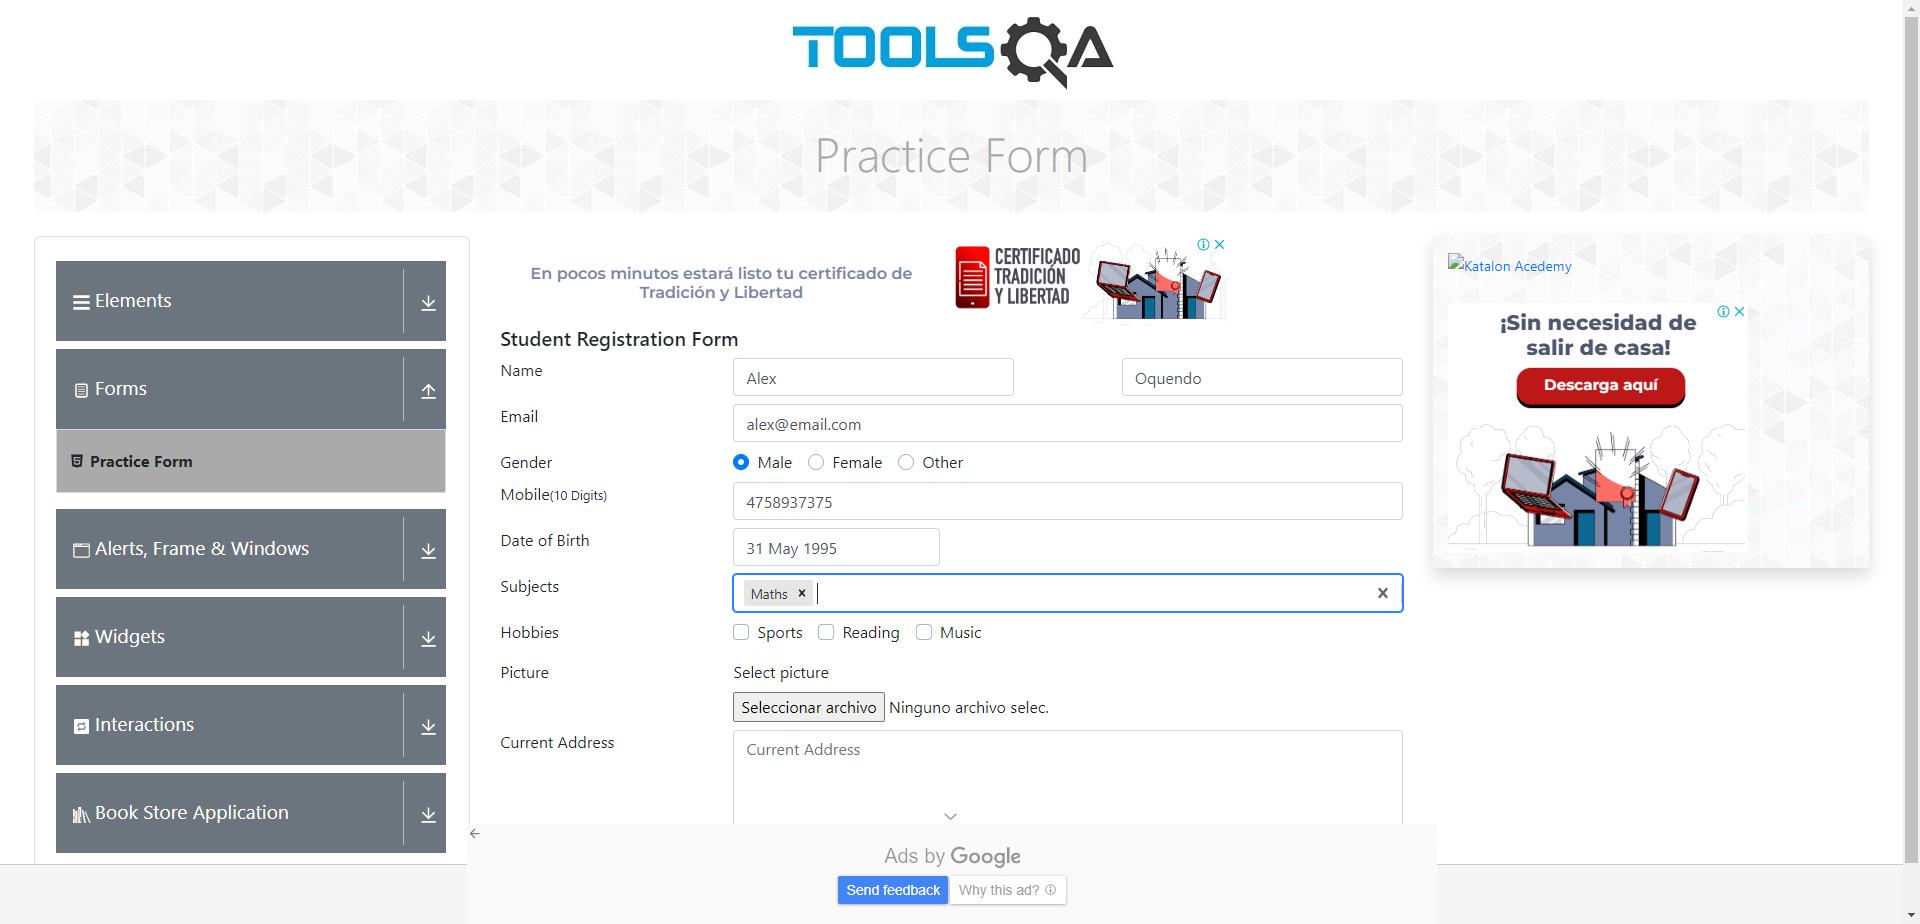 TOOLSQA
Practice Form
Elements
Forms
Practice Form
Alerts, Frame & Windows
Widgets
Interactions
Book Store Application
En pocos minutos estará listo tu certificado de
Tradición y Libertad
CERTIFICADO
TRADICIÓN
Y LIBERTAD
Student Registration Form
Name
Alex
Oquendo
Email
alex@email.com
Gender
Male Female Other
Mobile(10 Digits)
4758937375
Date of Birth
31 May 1995
Subjects
Maths
Hobbies
Sports Reading Music
Picture
Select picture
Seleccionar archivo Ninguno archivo selec.
Current Address
Current Address
Katalon Acedemy
¡Sin necesidad de
salir de casa!
Descarga aquí
Ads by Google
Send feedback
Why this ad?